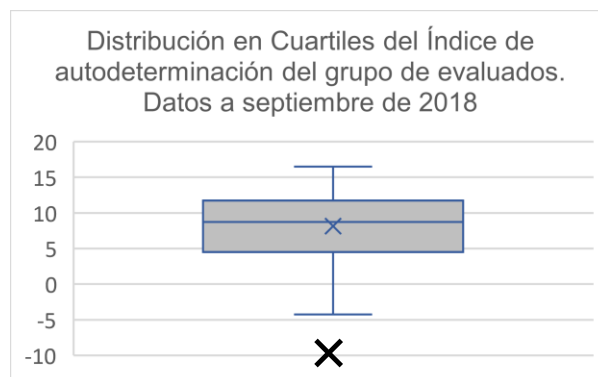 Distribución en Cuartiles del Índice de
autodeterminación del grupo de evaluados.
Datos a septiembre de 2018
20
15
10
5
0
-5
-10